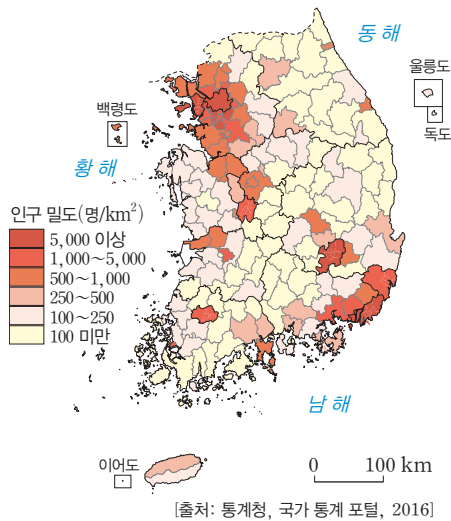 동 해
울릉도
독도
백령도
황 해
인구 밀도(명/km²)
5,000 이상
1,000~5,000
500~1,000
250~500
100~250
100 미만
남 해
이어도
0 100 km
[출처: 통계청, 국가 통계 포털, 2016]